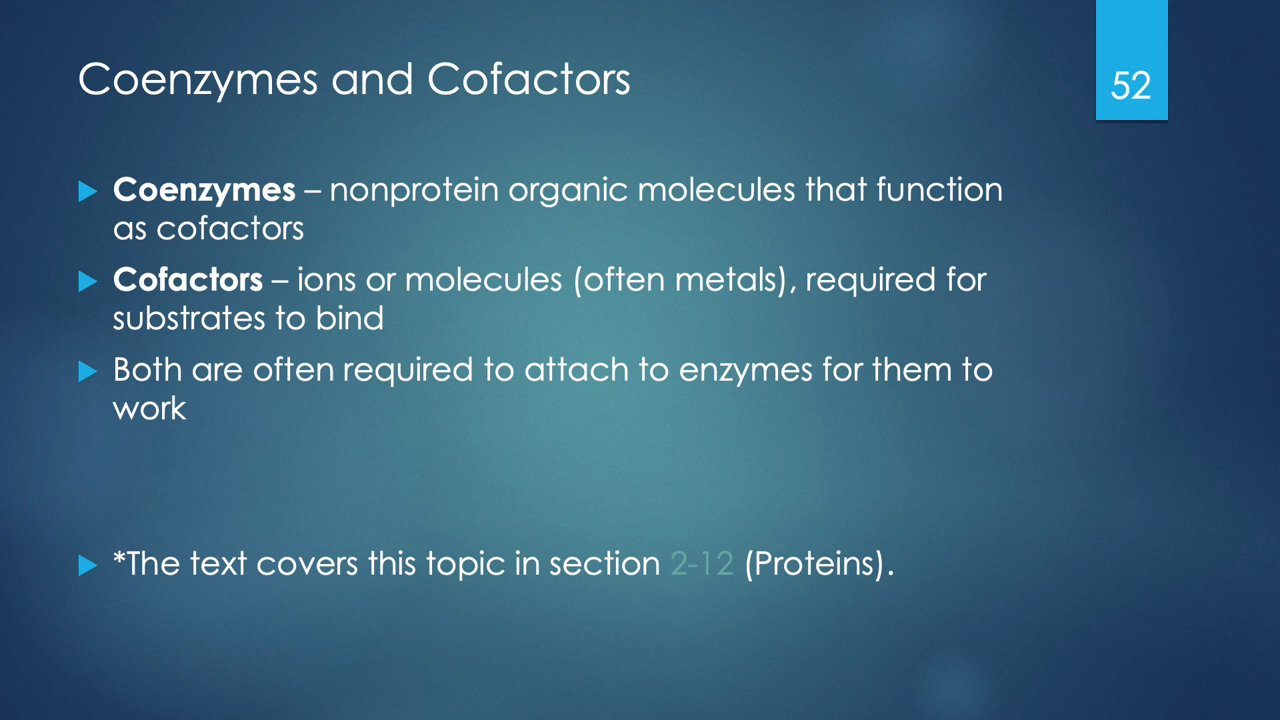 Coenzymes and Cofactors
52
Coenzymes – nonprotein organic molecules that function
as cofactors
Cofactors – ions or molecules (often metals), required for
substrates to bind
Both are often required to attach to enzymes for them to
work
*The text covers this topic in section 2-12 (Proteins).